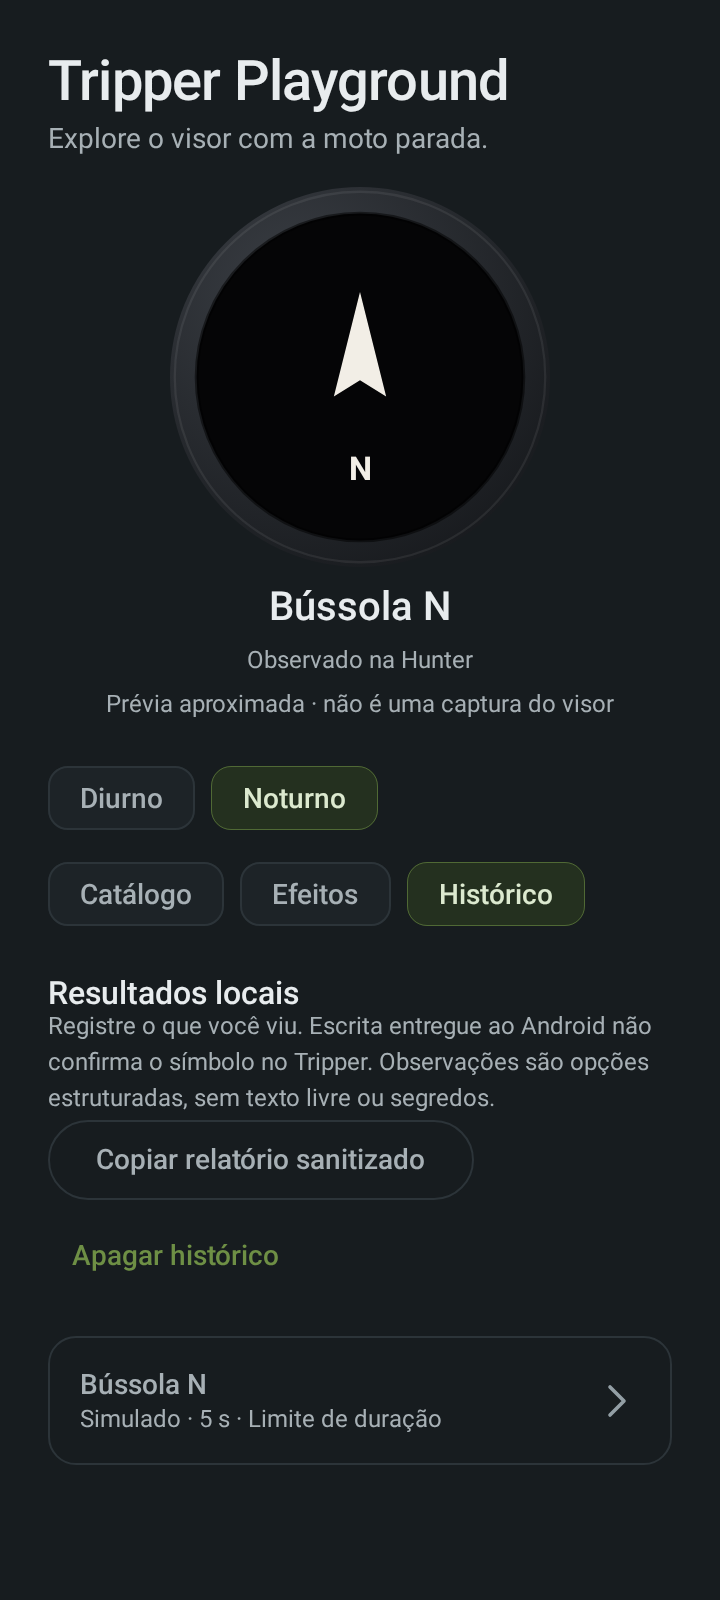 Tripper Playground
Explore o visor com a moto parada.
N
Bússola N
Observado na Hunter
Prévia aproximada · não é uma captura do visor
Diurno
Noturno
Catálogo
Efeitos
Histórico
Resultados locais
Registre o que você viu. Escrita entregue ao Android não
confirma o símbolo no Tripper. Observações são opções
estruturadas, sem texto livre ou segredos.
Copiar relatório sanitizado
Apagar histórico
Bússola N
Simulado · 5 s · Limite de duração